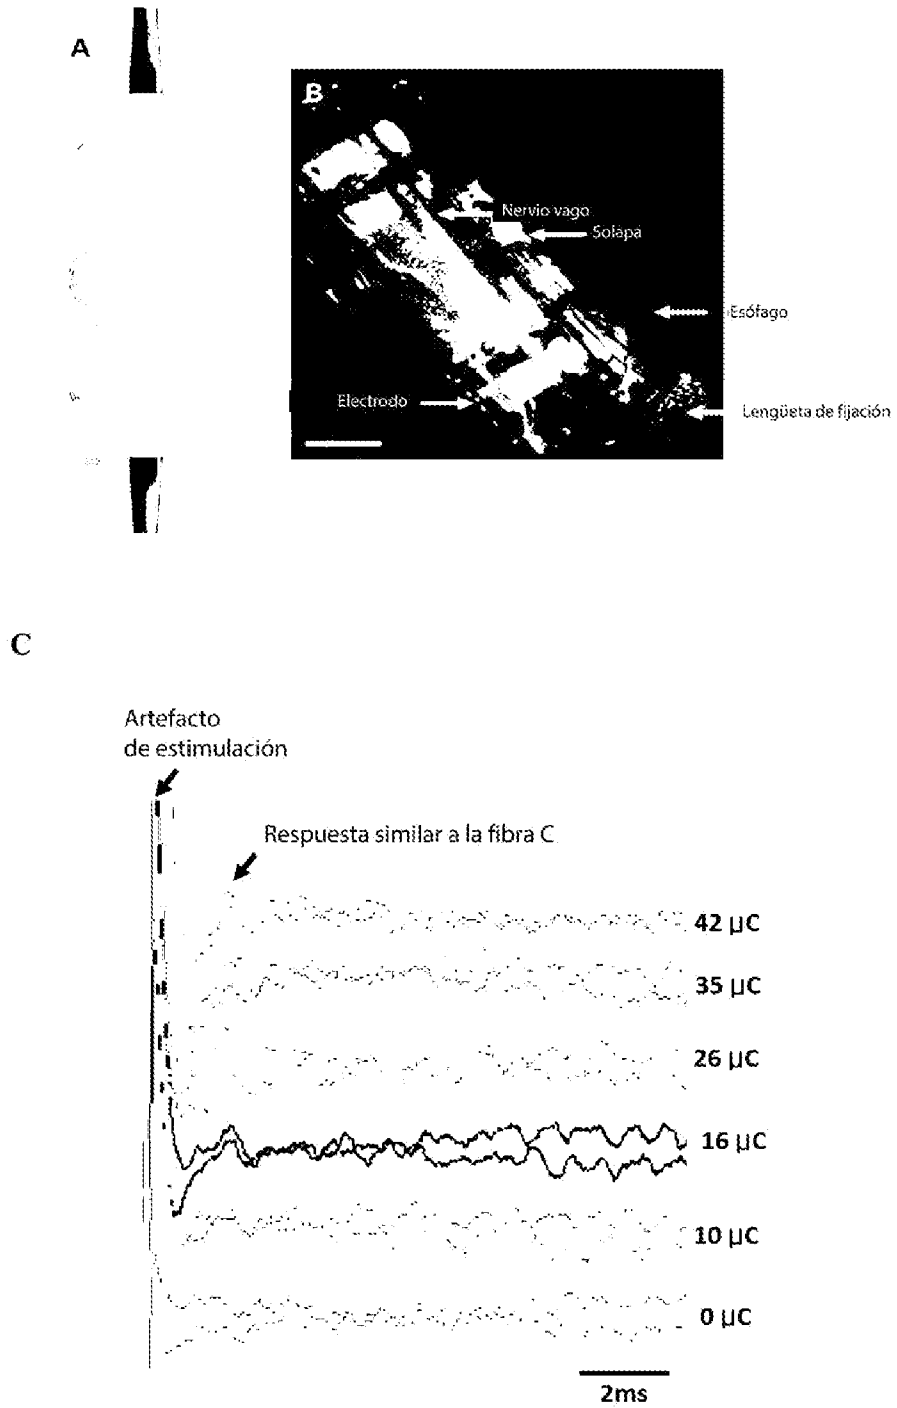 A
B
Nervio vago
Solapa
Esófago
Electrodo
Lengüeta de fijación
C
Artefacto
de estimulación
Respuesta similar a la fibra C
42 µC
35 µC
26 µC
16 µC
10 µC
0 µC
2ms